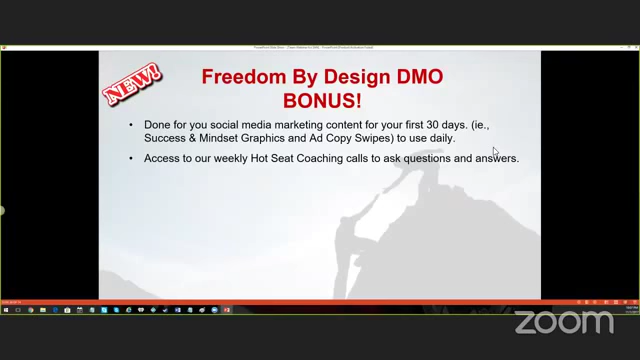 NEW!
Freedom By Design DMO
BONUS!
• Done for you social media marketing content for your first 30 days. (ie.,
Success & Mindset Graphics and Ad Copy Swipes) to use daily.
• Access to our weekly Hot Seat Coaching calls to ask questions and answers.
zoom